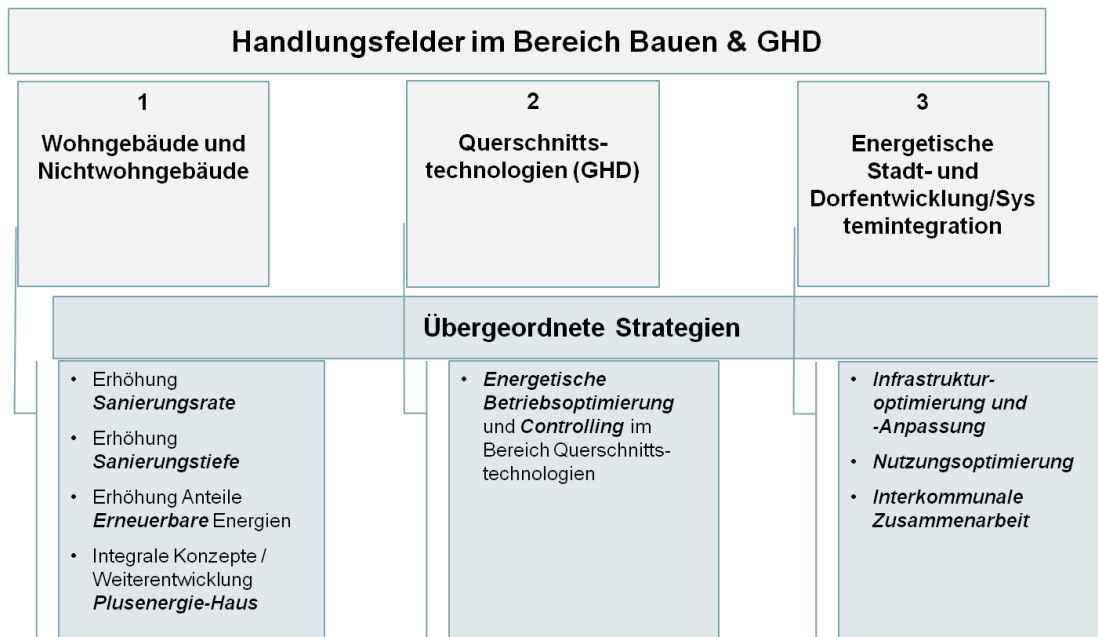 Handlungsfelder im Bereich Bauen & GHD
1
Wohngebäude und
Nichtwohngebäude
2
Querschnitts-
technologien (GHD)
3
Energetische
Stadt- und
Dorfentwicklung/Sys
temintegration
Übergeordnete Strategien
• Erhöhung
Sanierungsrate
• Erhöhung
Sanierungstiefe
• Erhöhung Anteile
Erneuerbare Energien
• Integrale Konzepte /
Weiterentwicklung
Plusenergie-Haus
• Energetische
Betriebsoptimierung
und Controlling im
Bereich Querschnitts-
technologien
• Infrastruktur-
optimierung und
-Anpassung
• Nutzungsoptimierung
• Interkommunale
Zusammenarbeit